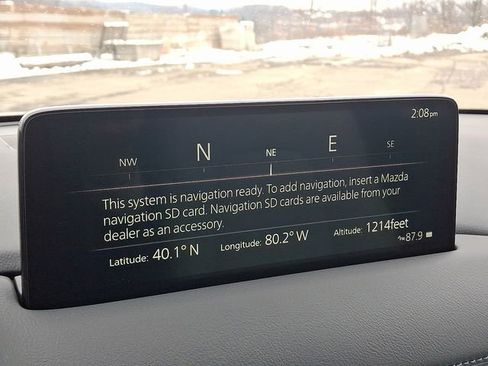 2:08pm
NW N NE E SE
This system is navigation ready. To add navigation, insert a Mazda
navigation SD card. Navigation SD cards are available from your
dealer as an accessory.
Latitude: 40.1° N Longitude: 80.2° W Altitude: 1214feet
FM 87.9